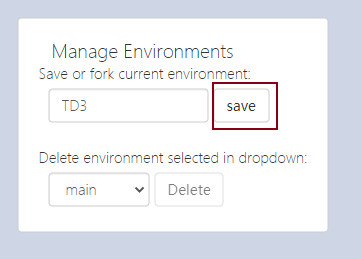 Manage Environments
Save or fork current environment:
TD3 save
Delete environment selected in dropdown:
main Delete